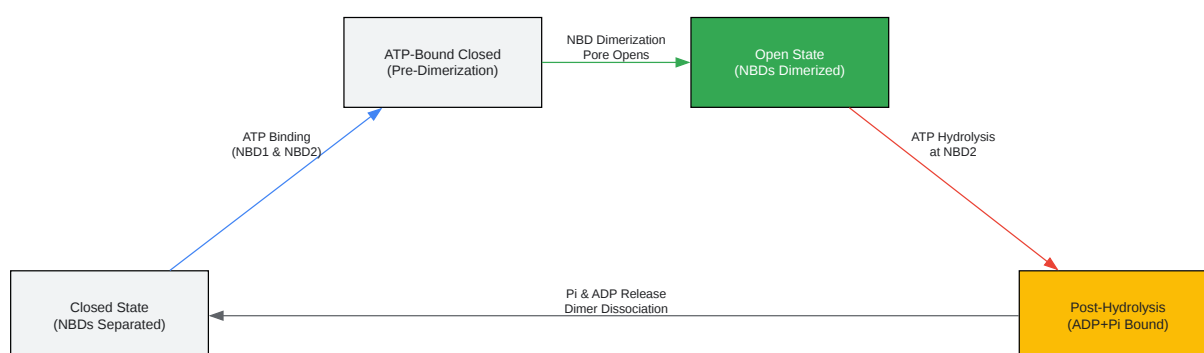 ATP-Bound Closed
(Pre-Dimerization)
NBD Dimerization
Pore Opens
Open State
(NBDs Dimerized)
ATP Binding
(NBD1 & NBD2)
ATP Hydrolysis
at NBD2
Closed State
(NBDs Separated)
Pi & ADP Release
Dimer Dissociation
Post-Hydrolysis
(ADP+Pi Bound)